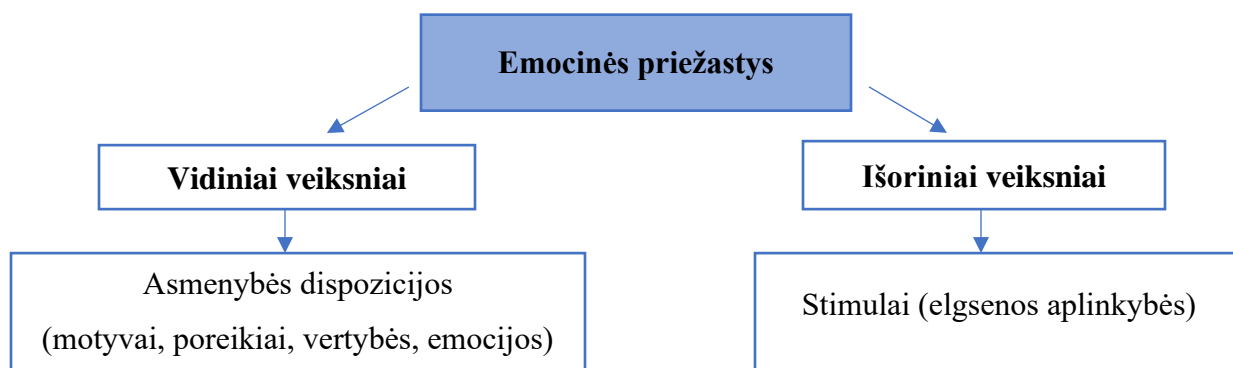 Emocinės priežastys
Vidiniai veiksniai
Išoriniai veiksniai
Asmenybės dispozicijos
(motyvai, poreikiai, vertybės, emocijos)
Stimulai (elgsenos aplinkybės)